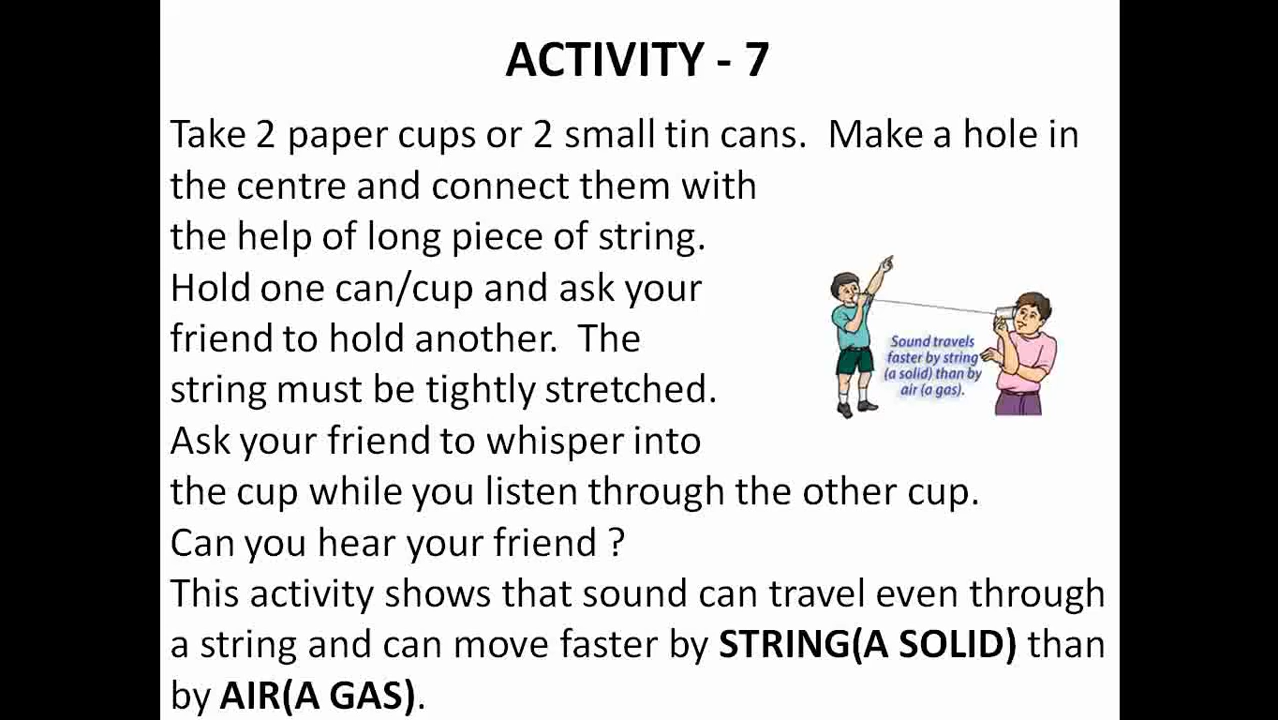 ACTIVITY - 7
Take 2 paper cups or 2 small tin cans.  Make a hole in
the centre and connect them with
the help of long piece of string.
Hold one can/cup and ask your
friend to hold another.  The
string must be tightly stretched.
Ask your friend to whisper into
the cup while you listen through the other cup.
Can you hear your friend ?
This activity shows that sound can travel even through
a string and can move faster by STRING(A SOLID) than
by AIR(A GAS).
Sound travels
faster by string
(a solid) than by
air (a gas).